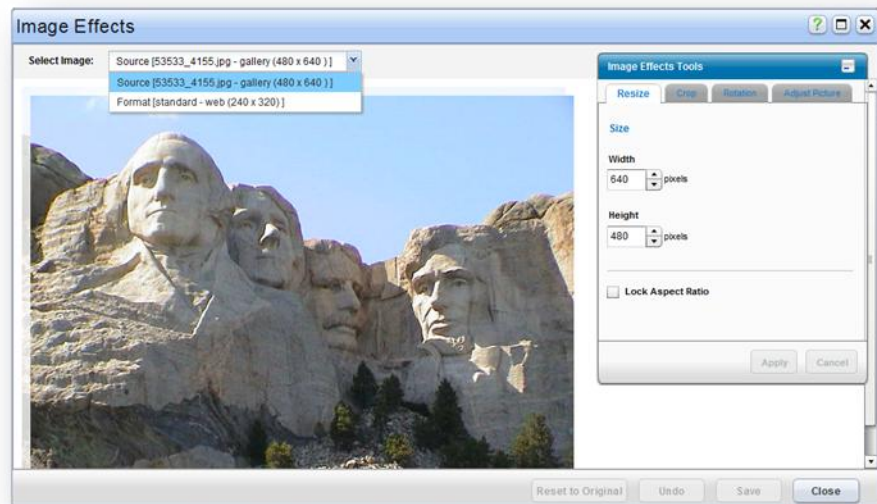 Image Effects
Select Image: Source [53533_4155.jpg - gallery (480 x 640 ) ]
Source [53533_4155.jpg - gallery (480 x 640 ) ]
Format [standard - web (240 x 320) ]
Image Effects Tools
Resize Crop Rotation Adjust Picture
Size
Width
640 pixels
Height
480 pixels
Lock Aspect Ratio
Apply Cancel
Reset to Original Undo Save Close